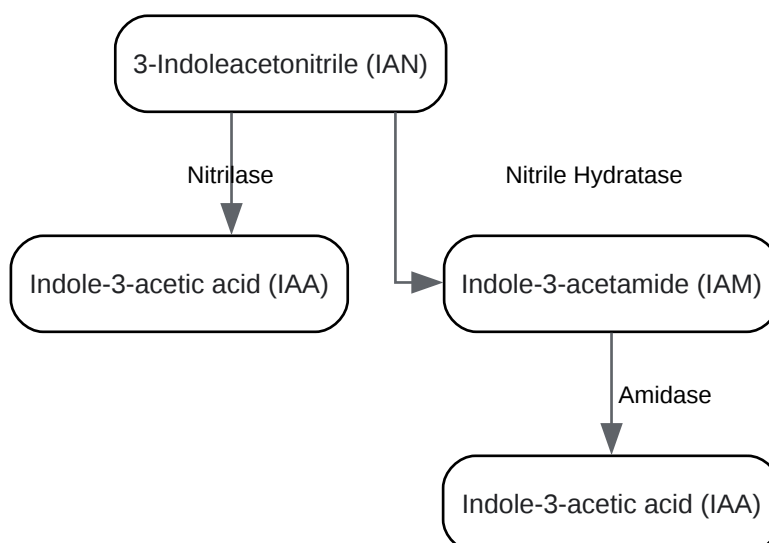 3-Indoleacetonitrile (IAN)
Nitrilase
Nitrile Hydratase
Indole-3-acetic acid (IAA)
Indole-3-acetamide (IAM)
Amidase
Indole-3-acetic acid (IAA)